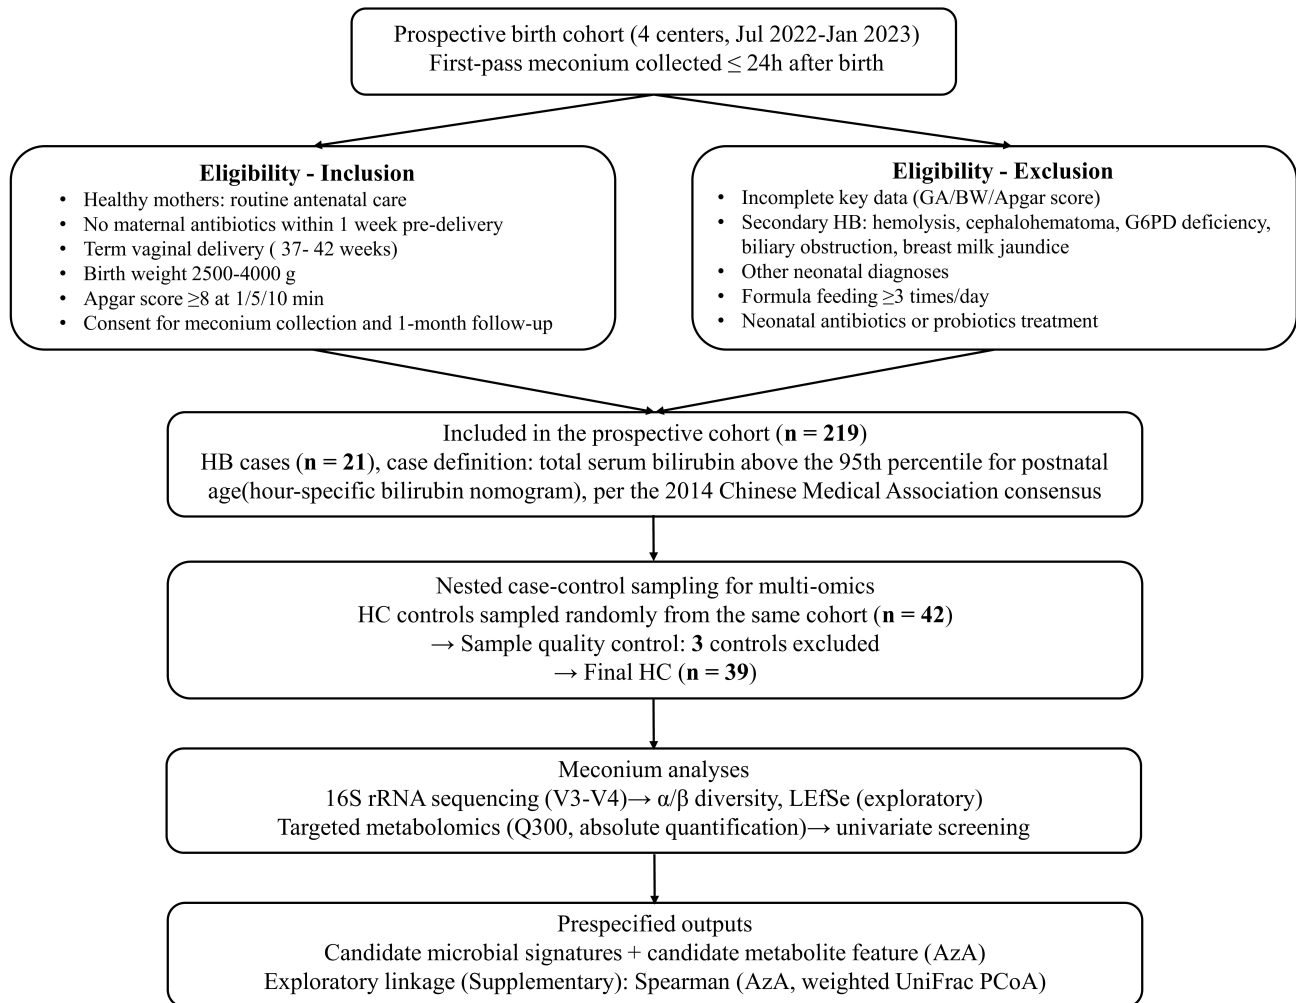 Prospective birth cohort (4 centers, Jul 2022-Jan 2023)
First-pass meconium collected ≤ 24h after birth
Eligibility - Inclusion
• Healthy mothers: routine antenatal care
• No maternal antibiotics within 1 week pre-delivery
• Term vaginal delivery ( 37- 42 weeks)
• Birth weight 2500-4000 g
• Apgar score ≥8 at 1/5/10 min
• Consent for meconium collection and 1-month follow-up
Eligibility - Exclusion
• Incomplete key data (GA/BW/Apgar score)
• Secondary HB: hemolysis, cephalohematoma, G6PD deficiency,
biliary obstruction, breast milk jaundice
• Other neonatal diagnoses
• Formula feeding ≥3 times/day
• Neonatal antibiotics or probiotics treatment
Included in the prospective cohort (n = 219)
HB cases (n = 21), case definition: total serum bilirubin above the 95th percentile for postnatal
age(hour-specific bilirubin nomogram), per the 2014 Chinese Medical Association consensus
Nested case-control sampling for multi-omics
HC controls sampled randomly from the same cohort (n = 42)
→ Sample quality control: 3 controls excluded
→ Final HC (n = 39)
Meconium analyses
16S rRNA sequencing (V3-V4)→ α/β diversity, LEfSe (exploratory)
Targeted metabolomics (Q300, absolute quantification)→ univariate screening
Prespecified outputs
Candidate microbial signatures + candidate metabolite feature (AzA)
Exploratory linkage (Supplementary): Spearman (AzA, weighted UniFrac PCoA)